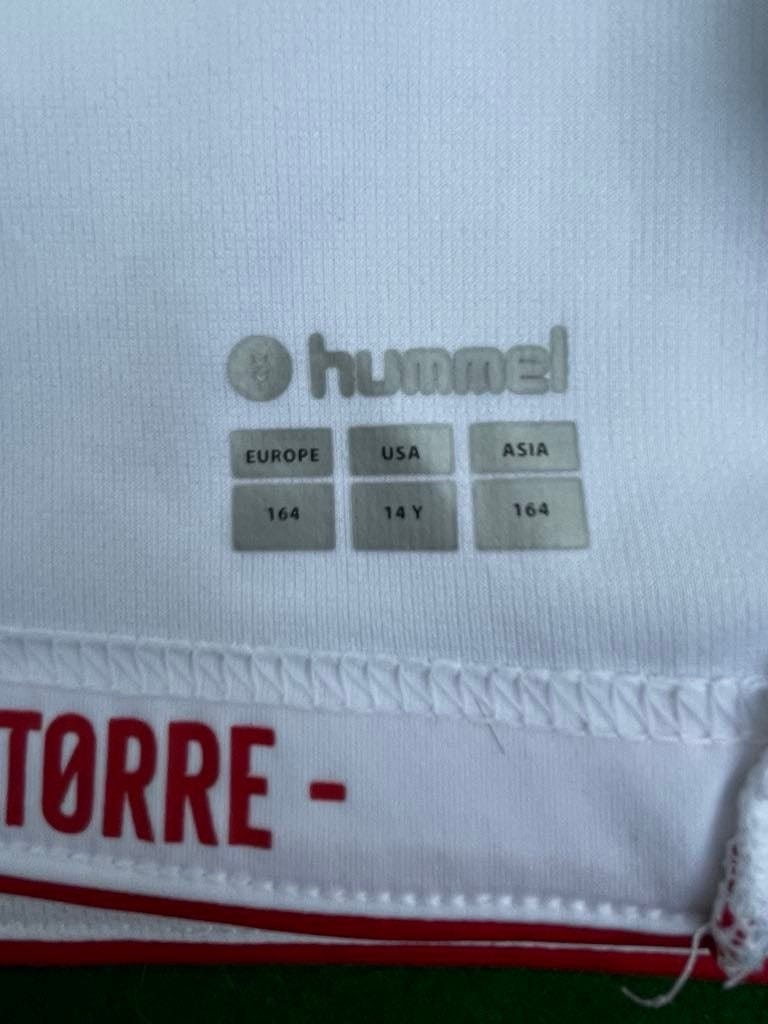 hummel
EUROPE USA ASIA
164 14 Y 164
TØRRE -